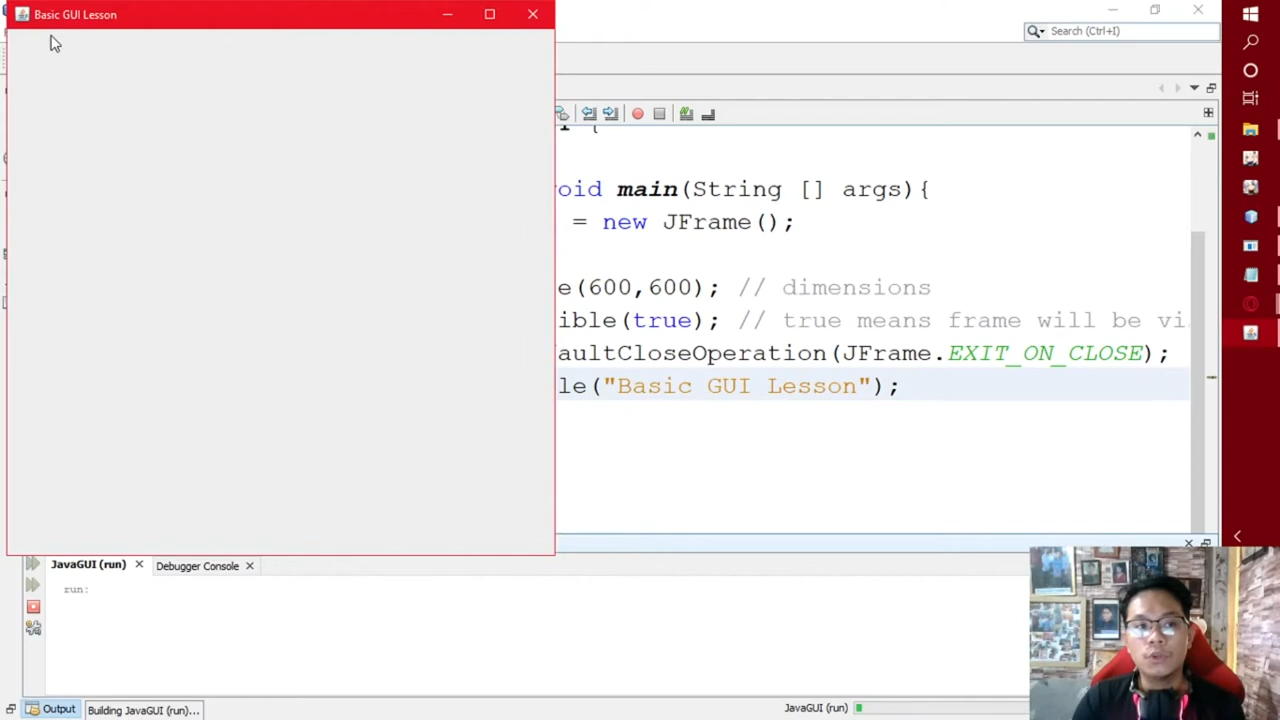 Basic GUI Lesson
Search (Ctrl+I)
{
oid main(String [] args){
= new JFrame();
e(600,600); // dimensions
ible(true); // true means frame will be vi
aultCloseOperation(JFrame.EXIT_ON_CLOSE);
le("Basic GUI Lesson");
JavaGUI (run)
Debugger Console
run:
Output
Building JavaGUI (run)...
JavaGUI (run)